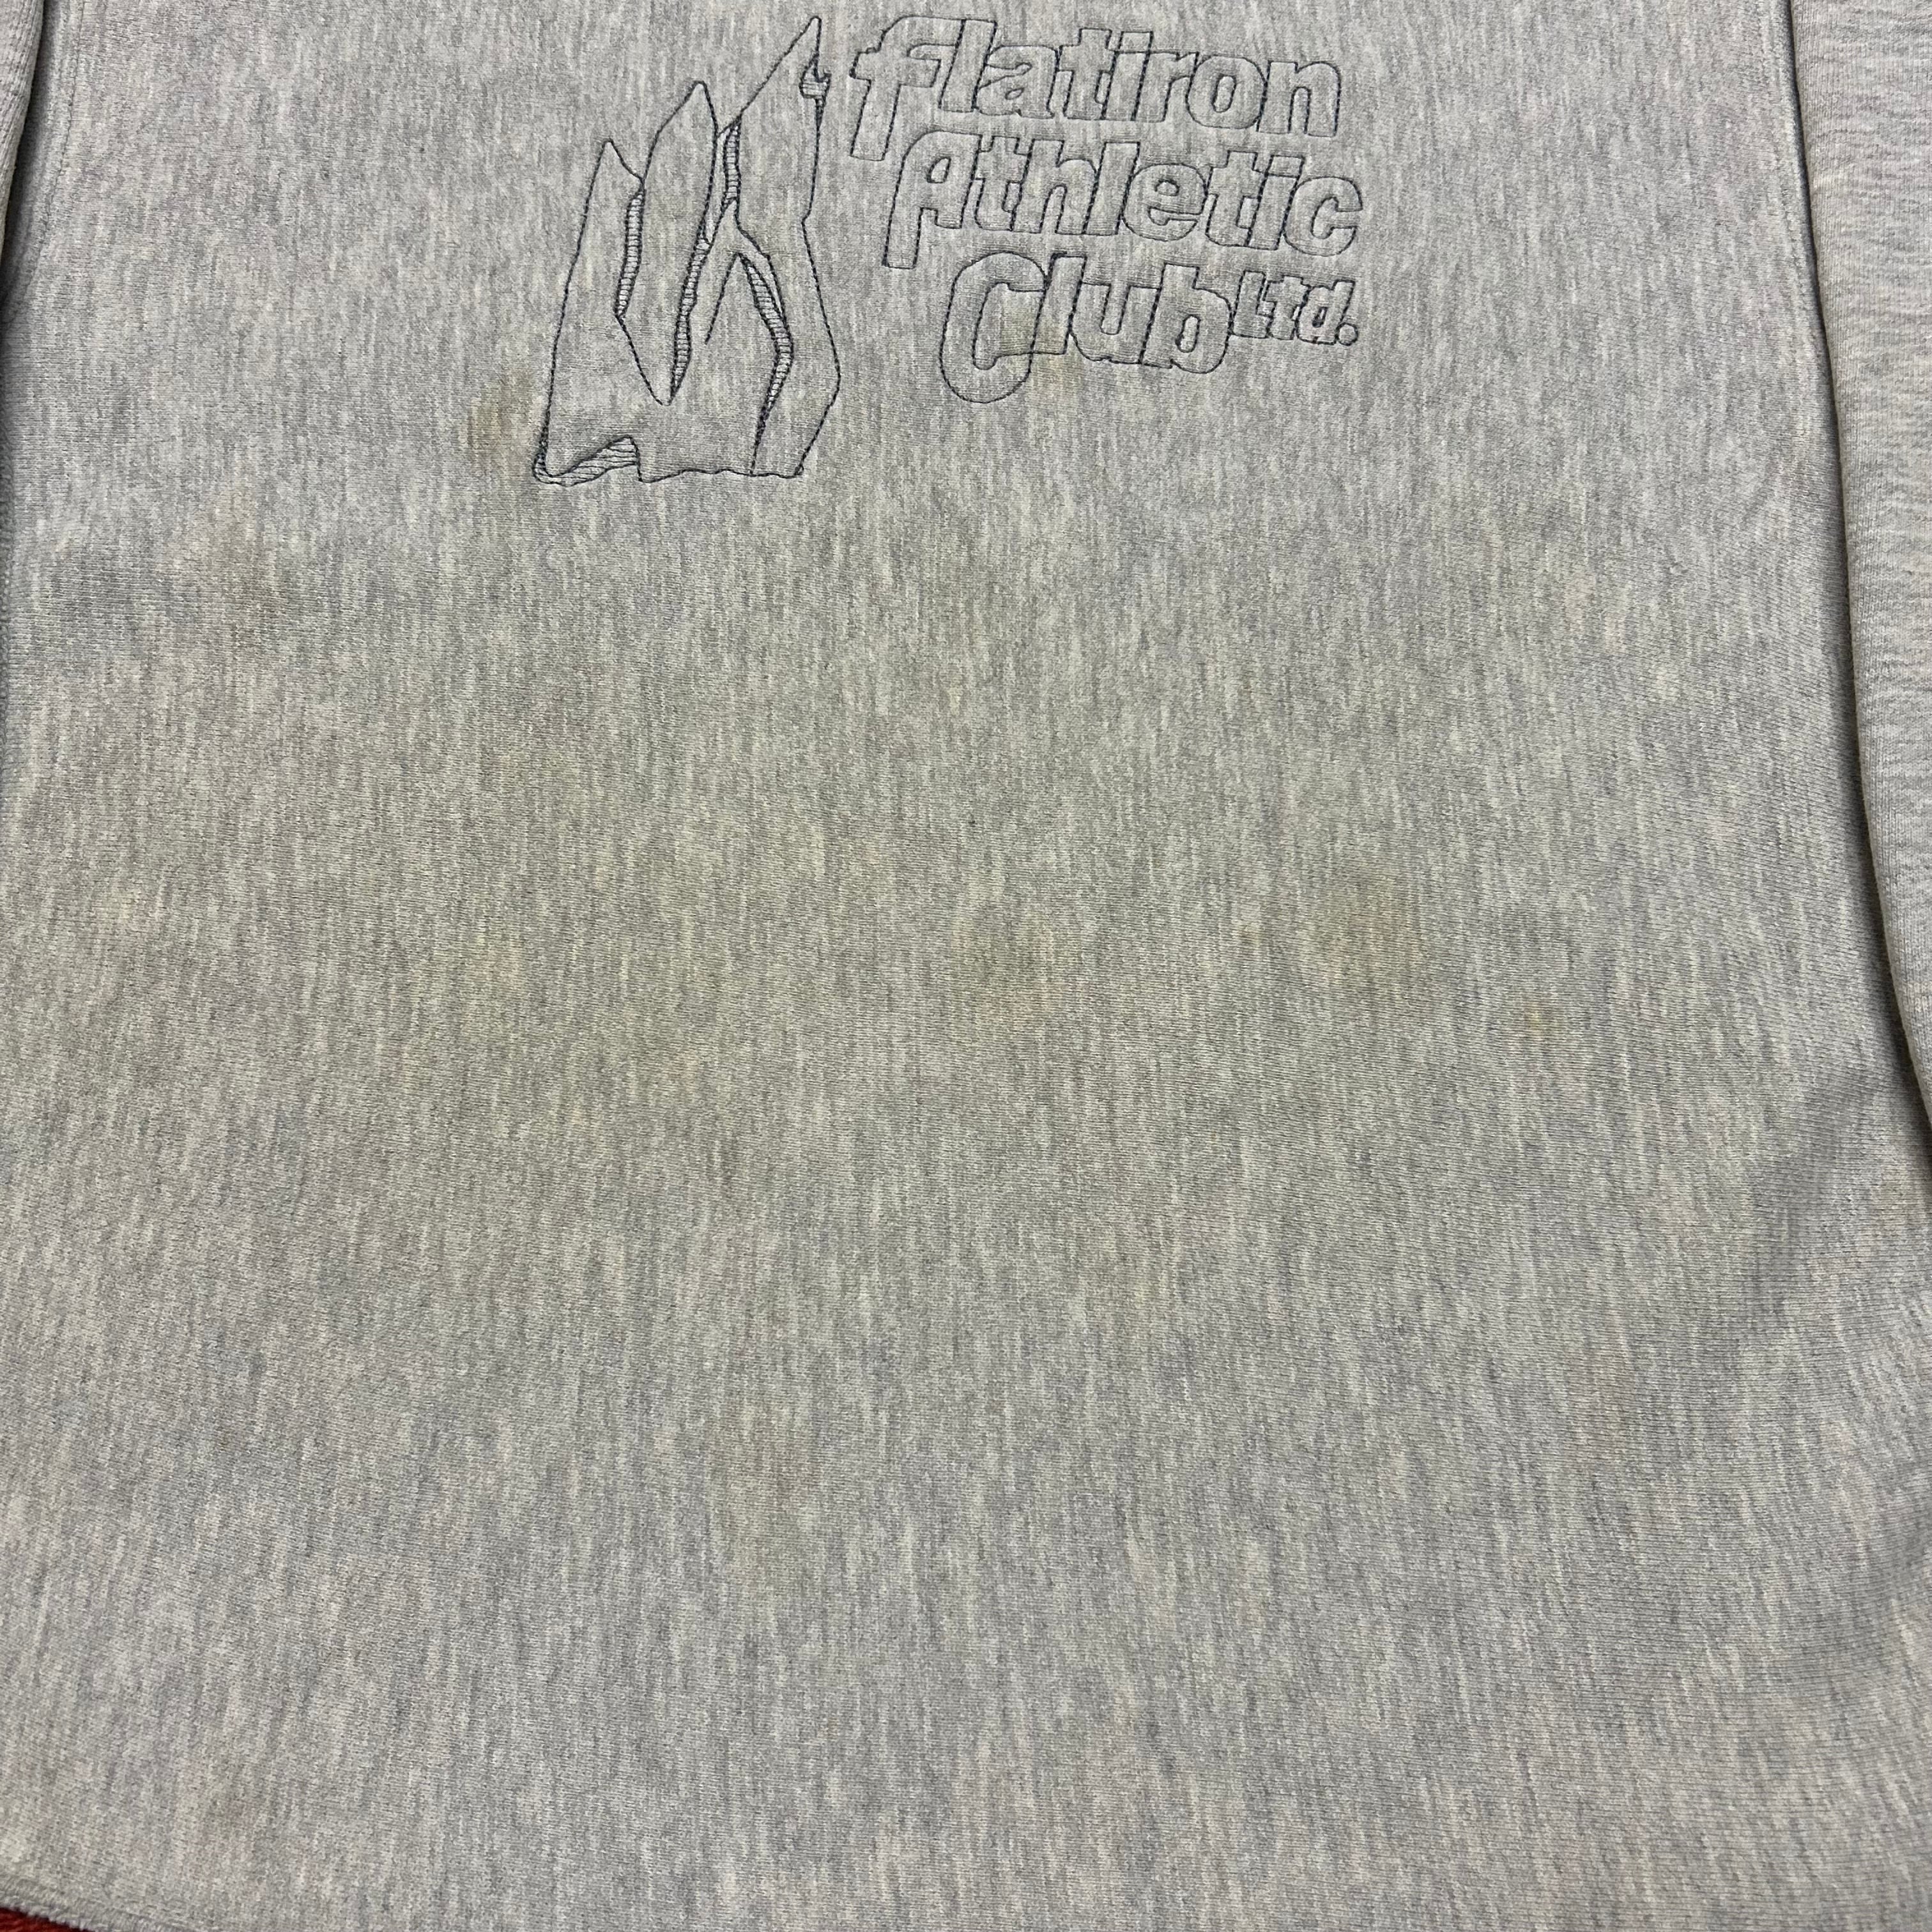 flatiron
Athletic
Club Ltd.